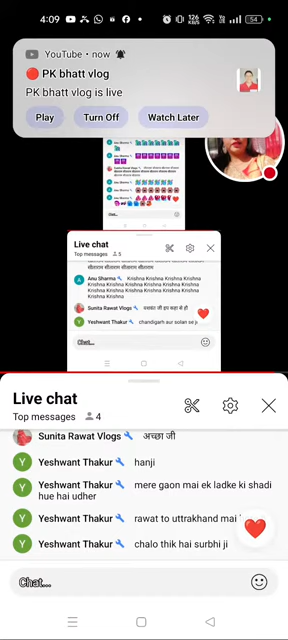 4:09
126
KB/S
54
YouTube • now
PK bhatt vlog
PK bhatt vlog is live
Play
Turn Off
Watch Later
Live chat
Top messages 5
सीताराम सीताराम सीताराम
Anu Sharma Krishna Krishna Krishna
Krishna Krishna Krishna Krishna Krishna
Krishna Krishna Krishna Krishna Krishna
Sunita Rawat Vlogs
Yeshwant Thakur chandigarh aur solan se
Chat...
Live chat
Top messages 4
Sunita Rawat Vlogs अच्छा जी
Yeshwant Thakur hanji
Yeshwant Thakur mere gaon mai ek ladke ki shadi
hue hai udher
Yeshwant Thakur rawat to uttrakhand mai
Yeshwant Thakur chalo thik hai surbhi ji
Chat...